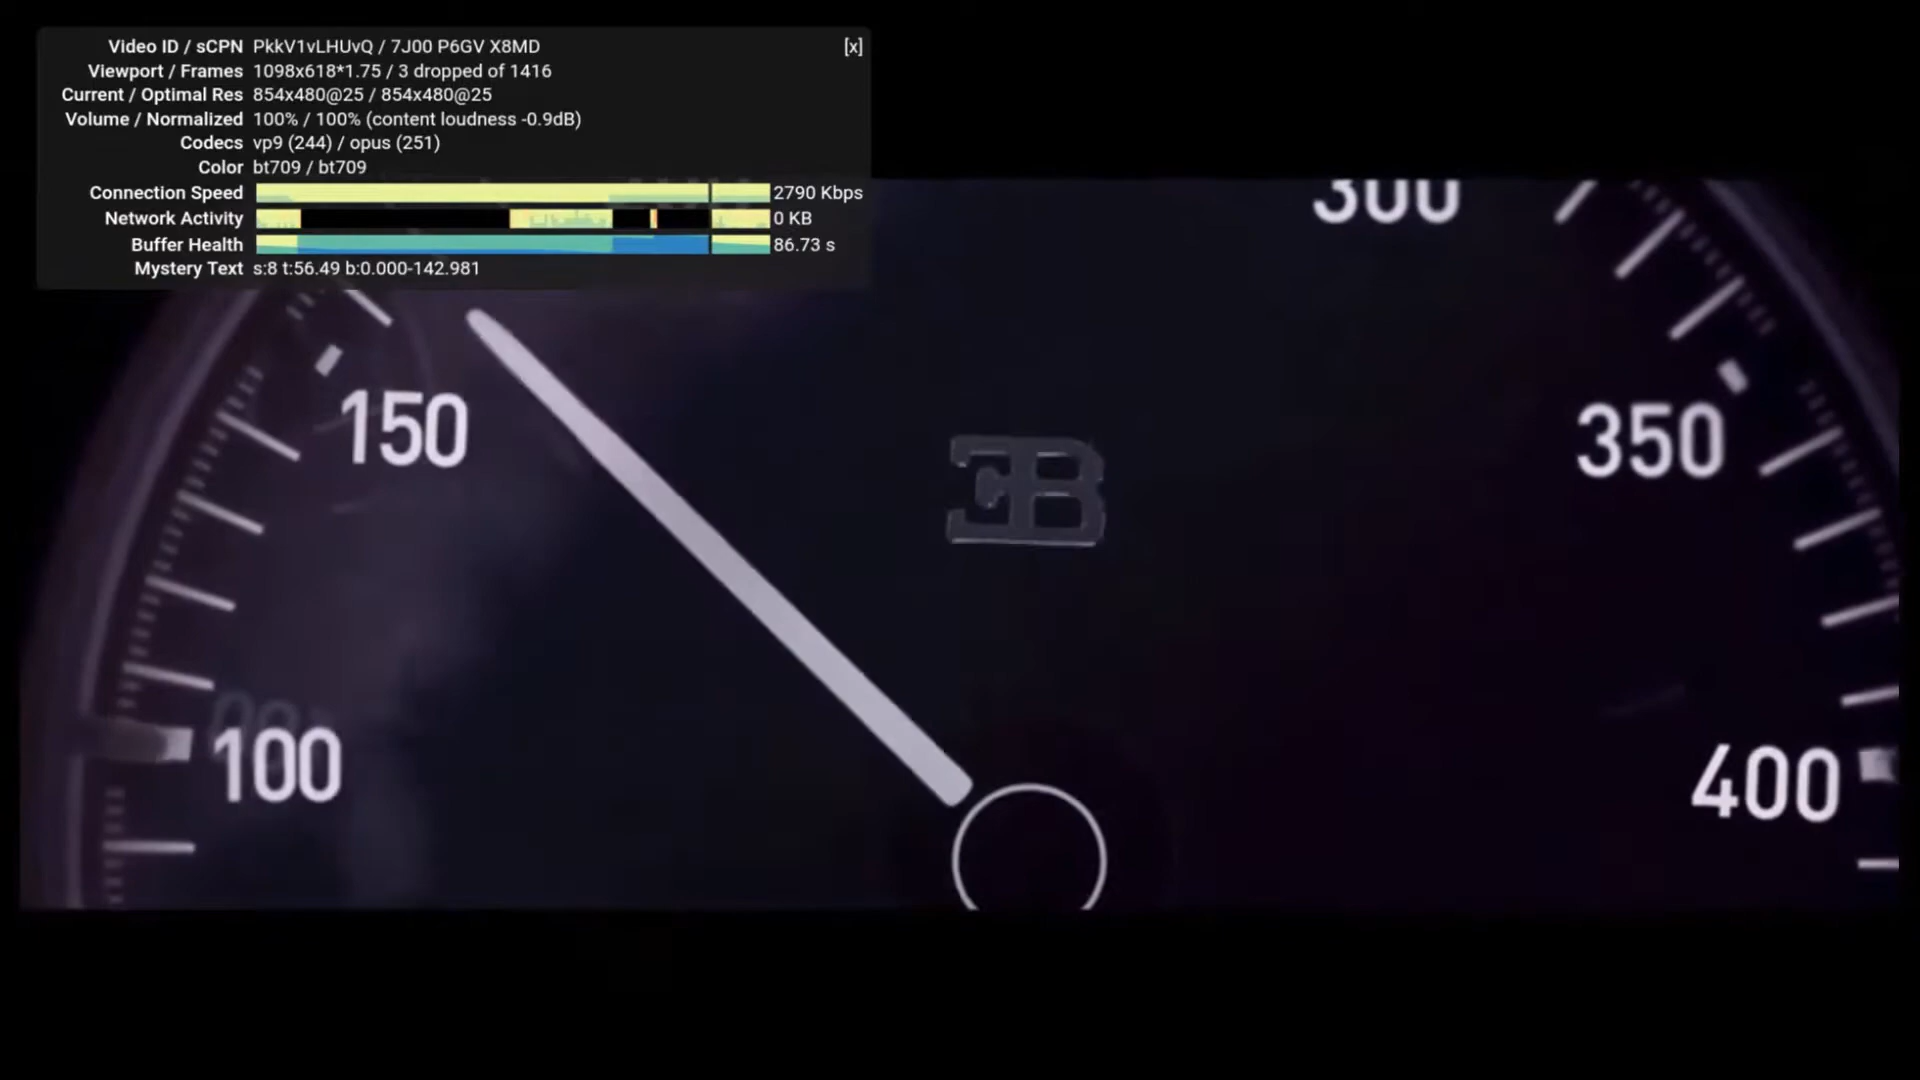 Video ID / sCPN PkkV1vLHUvQ / 7J00 P6GV X8MD [x]
Viewport / Frames 1098x618*1.75 / 3 dropped of 1416
Current / Optimal Res 854x480@25 / 854x480@25
Volume / Normalized 100% / 100% (content loudness -0.9dB)
Codecs vp9 (244) / opus (251)
Color bt709 / bt709
Connection Speed 2790 Kbps
Network Activity 0 KB
Buffer Health 86.73 s
Mystery Text s:8 t:56.49 b:0.000-142.981
300
150
350
EB
100
400